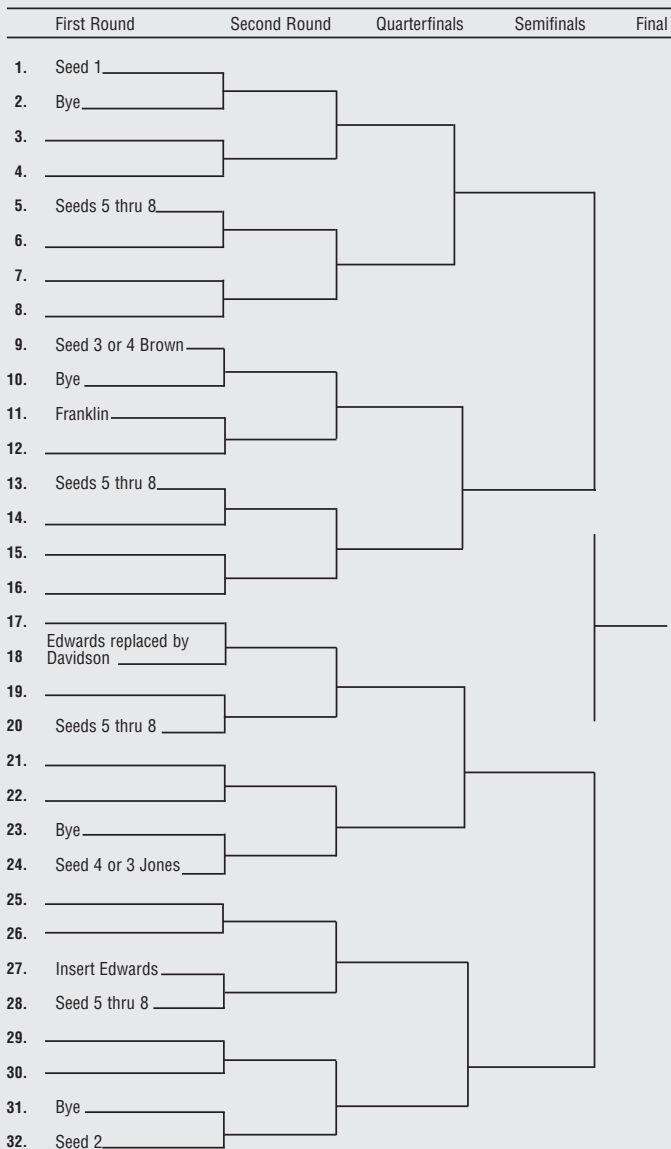 First Round Second Round Quarterfinals Semifinals Final
1. Seed 1
2. Bye
3.
4.
5. Seeds 5 thru 8
6.
7.
8.
9. Seed 3 or 4 Brown
10. Bye
11. Franklin
12.
13. Seeds 5 thru 8
14.
15.
16.
17.
Edwards replaced by
18 Davidson
19.
20 Seeds 5 thru 8
21.
22.
23. Bye
24. Seed 4 or 3 Jones
25.
26.
27. Insert Edwards
28. Seed 5 thru 8
29.
30.
31. Bye
32. Seed 2